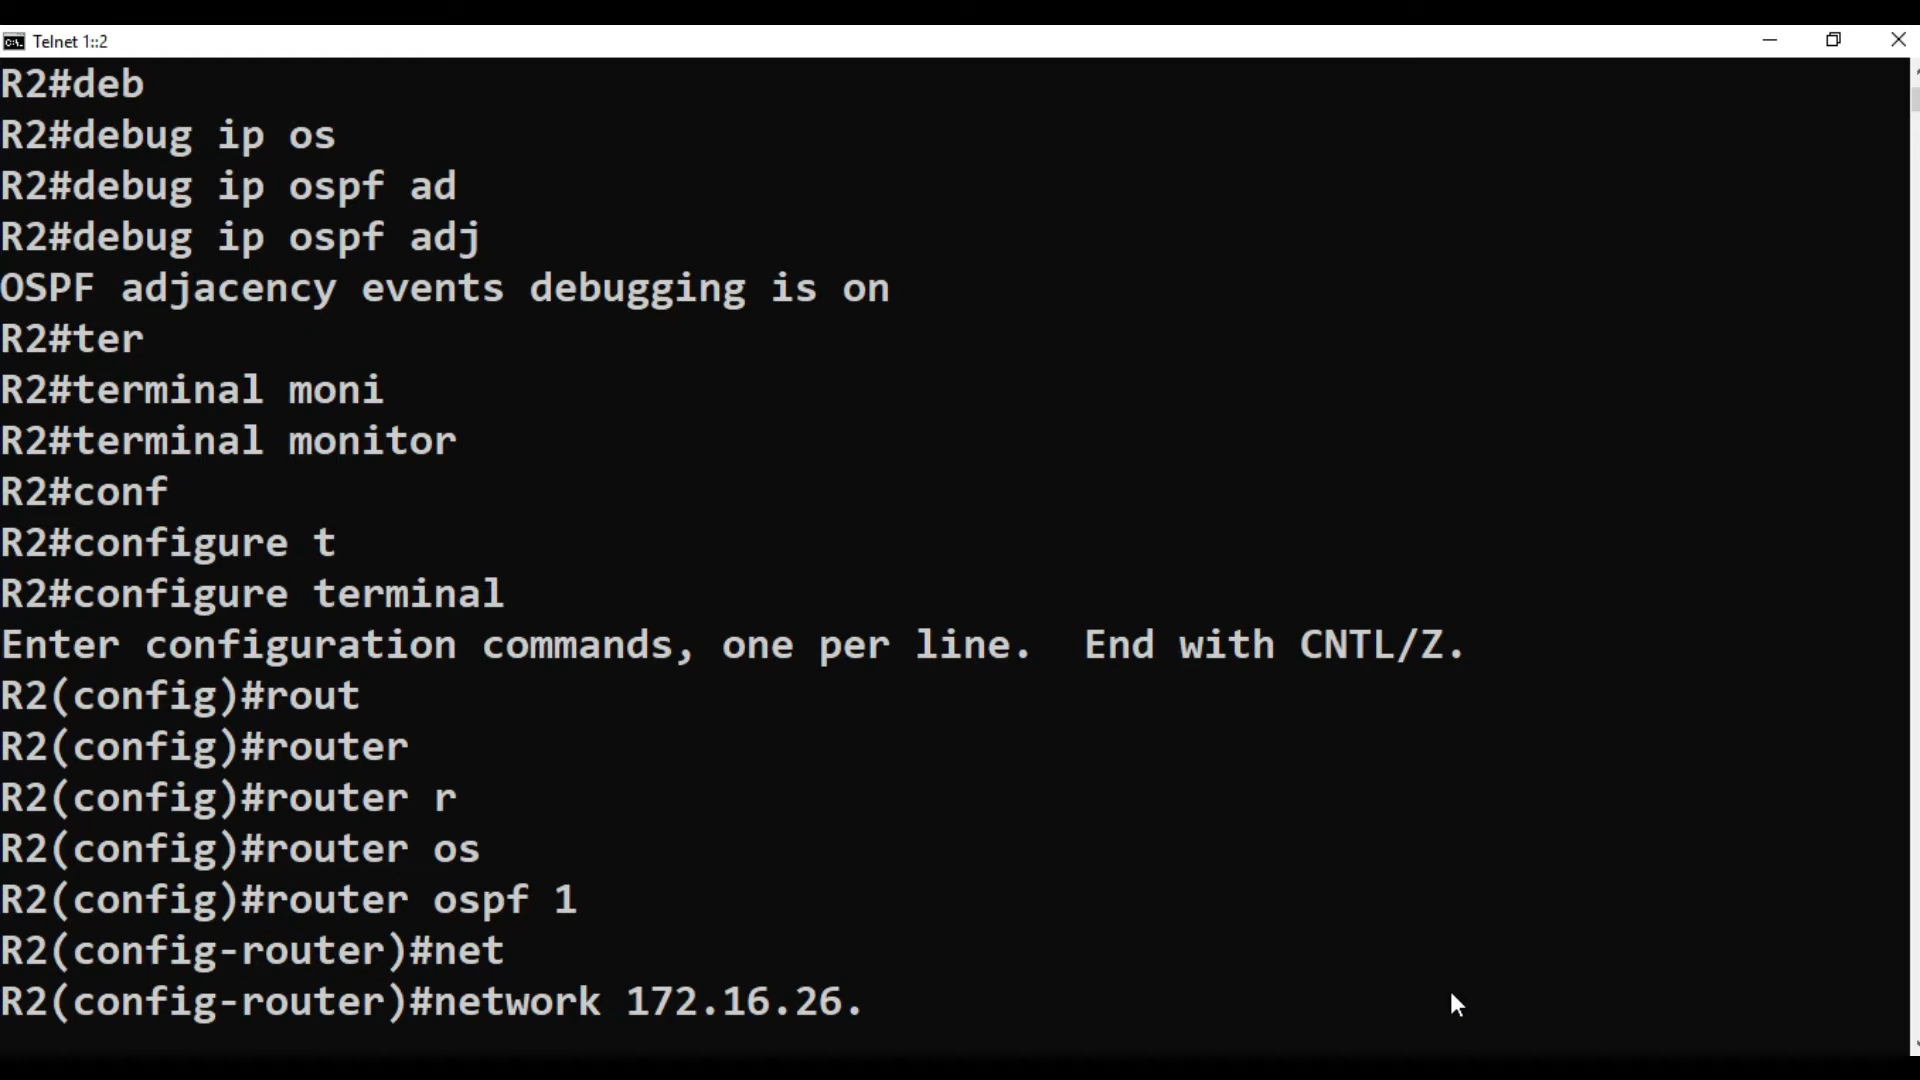 Telnet 1::2
R2#deb
R2#debug ip os
R2#debug ip ospf ad
R2#debug ip ospf adj
OSPF adjacency events debugging is on
R2#ter
R2#terminal moni
R2#terminal monitor
R2#conf
R2#configure t
R2#configure terminal
Enter configuration commands, one per line.  End with CNTL/Z.
R2(config)#rout
R2(config)#router
R2(config)#router r
R2(config)#router os
R2(config)#router ospf 1
R2(config-router)#net
R2(config-router)#network 172.16.26.